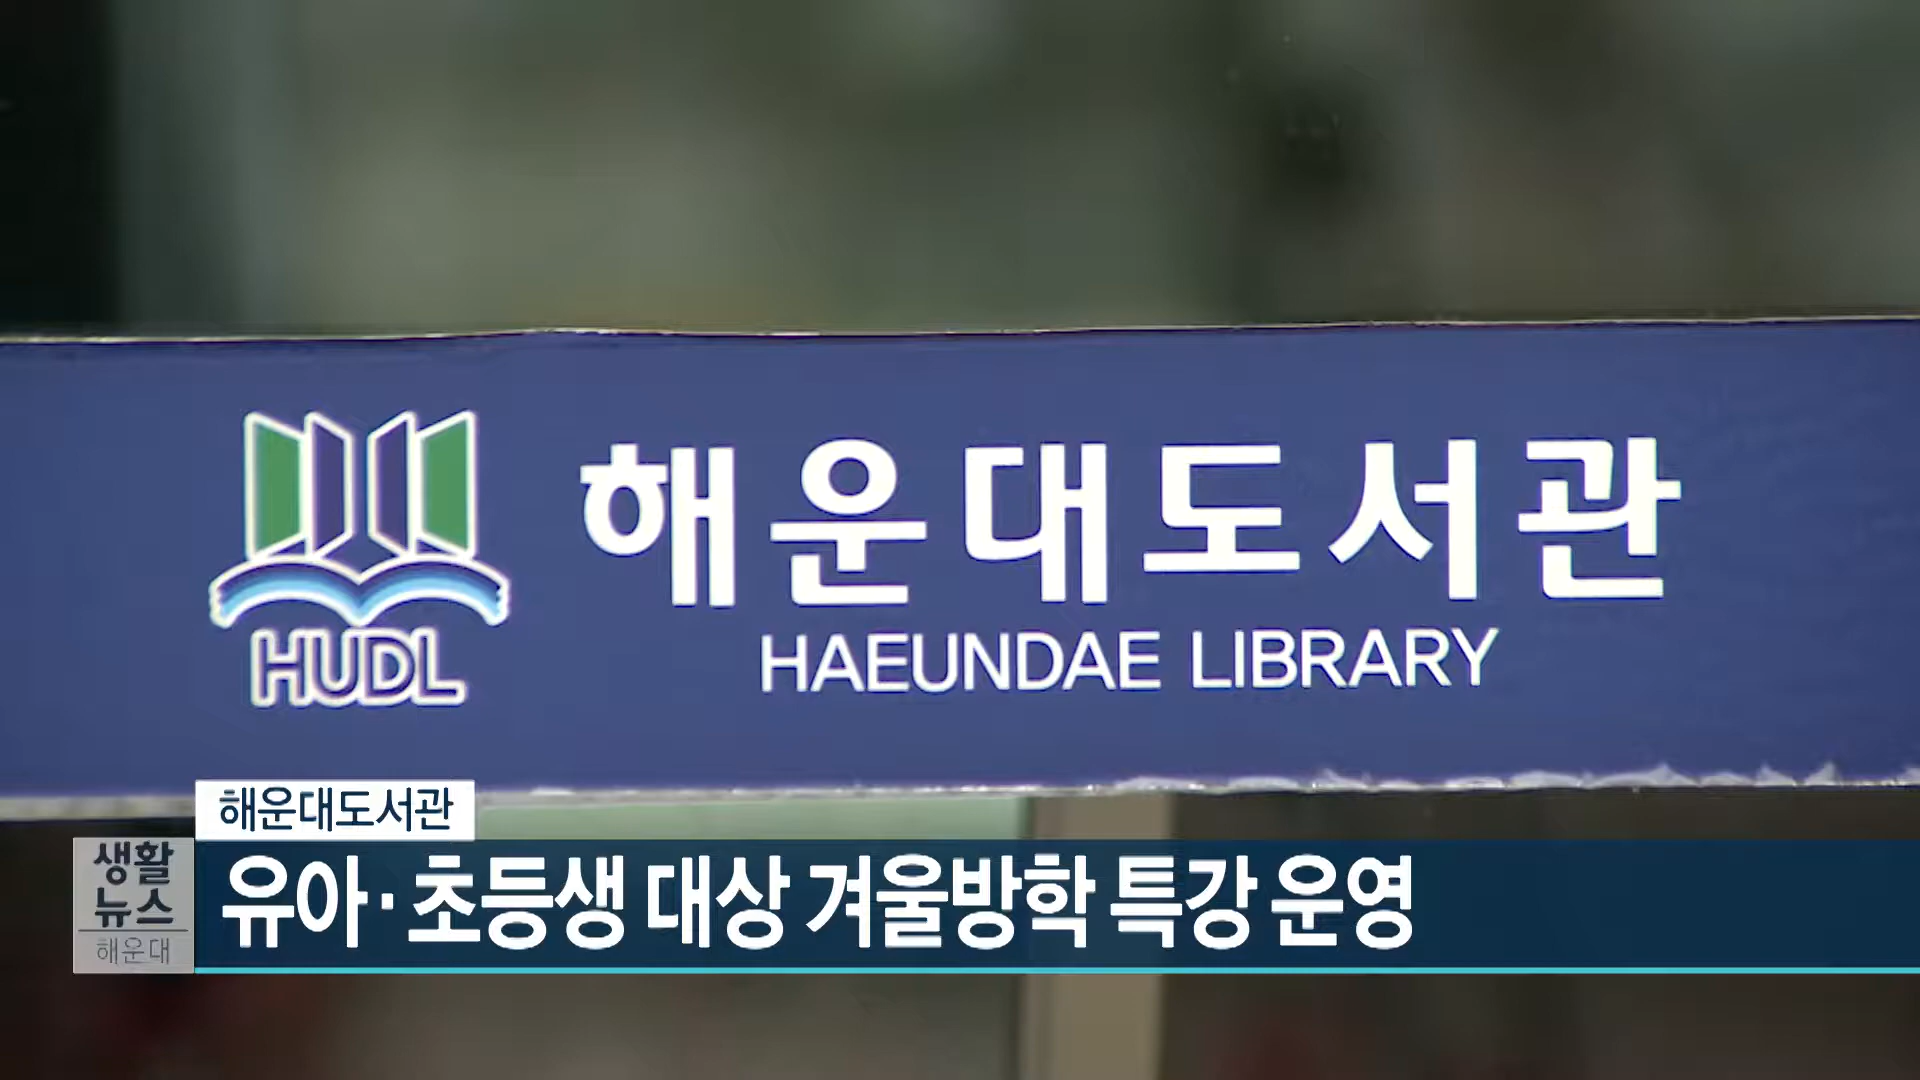 해운대도서관
HAEUNDAE LIBRARY
HUDL
해운대도서관
생활
뉴스
해운대
유아·초등생 대상 겨울방학 특강 운영